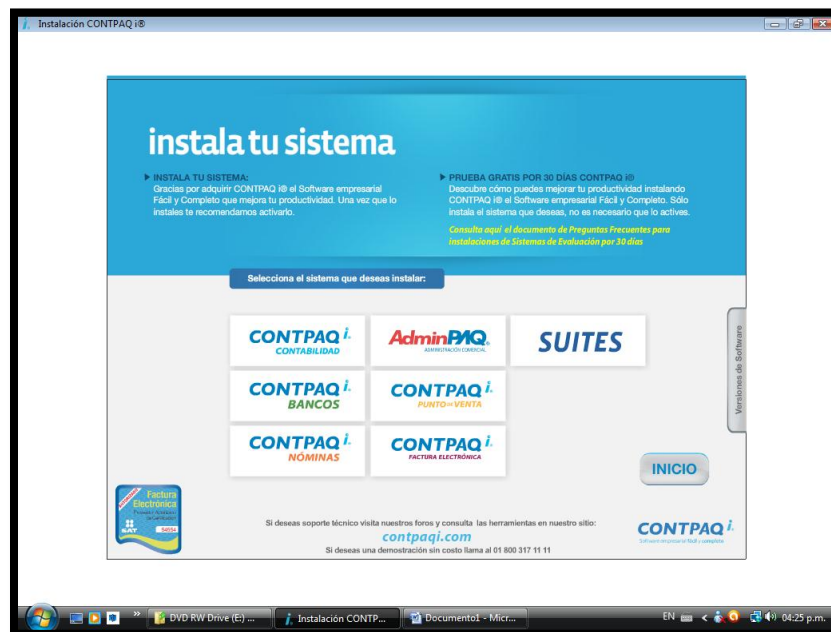 Instalación CONTPAQ i®
instala tu sistema
INSTALA TU SISTEMA:
Gracias por adquirir CONTPAQ i® el Software empresarial
Fácil y Completo que mejora tu productividad. Una vez que lo
instales te recomendamos activarlo.
PRUEBA GRATIS POR 30 DÍAS CONTPAQ i®
Descubre cómo puedes mejorar tu productividad instalando
CONTPAQ i® el Software empresarial Fácil y Completo. Sólo
instala el sistema que deseas, no es necesario que lo actives.
Consulta aquí el documento de Preguntas Frecuentes para
instalaciones de Sistemas de Evaluación por 30 días
Selecciona el sistema que deseas instalar:
CONTPAQ i.
CONTABILIDAD
AdminPAQ.
ADMINISTRACIÓN COMERCIAL
SUITES
CONTPAQ i.
BANCOS
CONTPAQ i.
PUNTO DE VENTA
CONTPAQ i.
NÓMINAS
CONTPAQ i.
FACTURA ELECTRÓNICA
Versiones de Software
INICIO
Factura
Electrónica
SAT
Si deseas soporte técnico visita nuestros foros y consulta las herramientas en nuestro sitio:
contpaqi.com
Si deseas una demostración sin costo llama al 01 800 317 11 11
CONTPAQ i.
Software empresarial fácil y completo
DVD RW Drive (E:) ...
Instalación CONTP...
Documento1 - Micr...
EN
04:25 p.m.